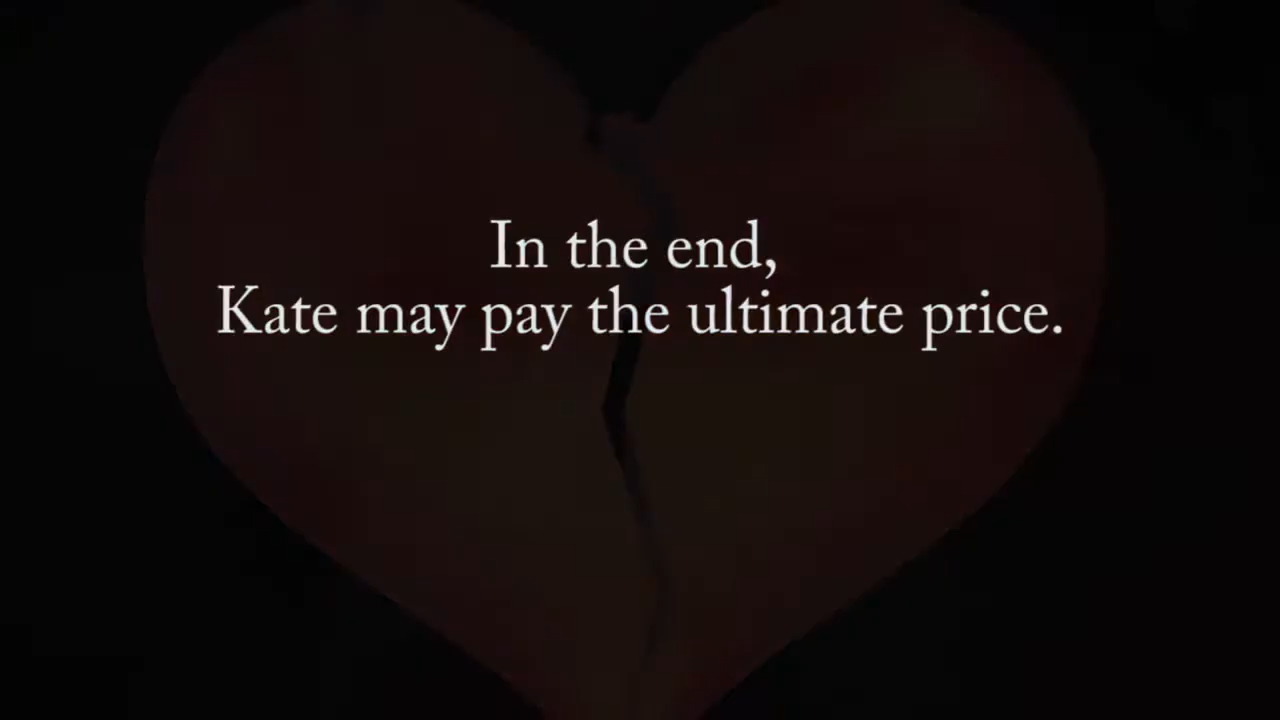 In the end,
Kate may pay the ultimate price.